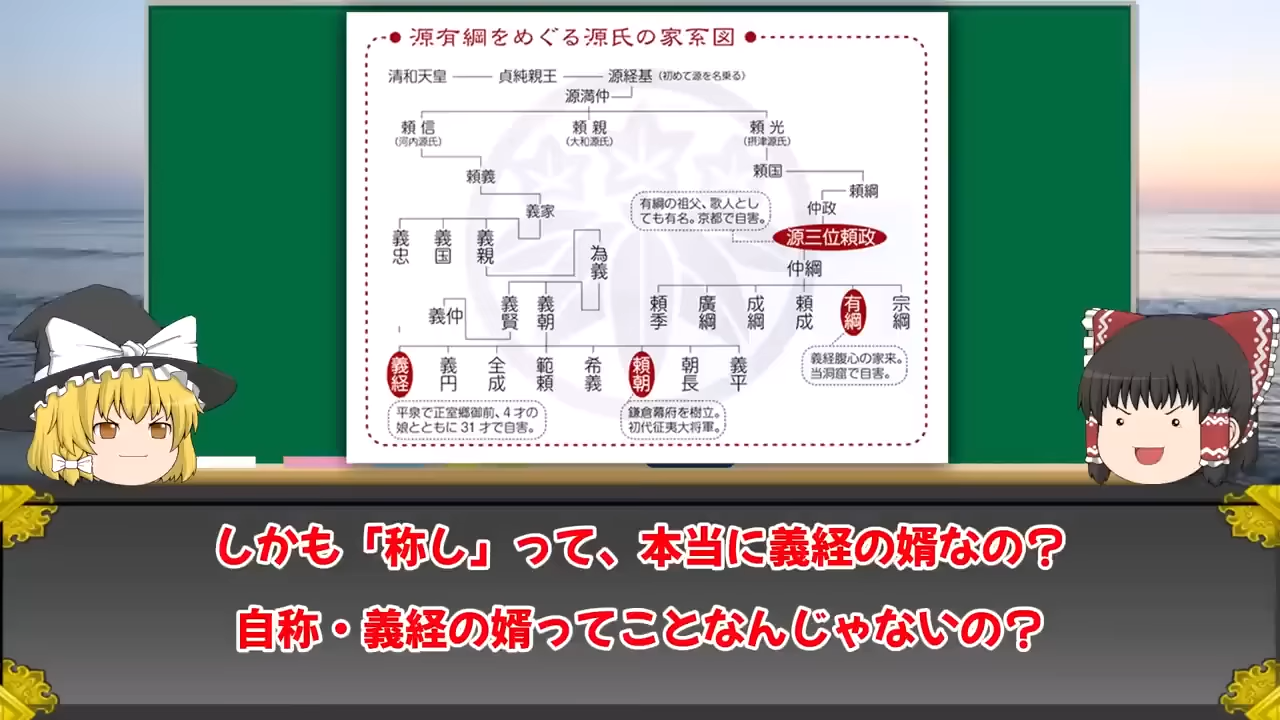 源有綱をめぐる源氏の家系図
清和天皇 貞純親王 源経基(初めて源を名乗る)
源満仲
頼信 頼親 頼光
(河内源氏) (大和源氏) (摂津源氏)
頼義 頼国
頼綱
義家 仲政
有綱の祖父、歌人とし
ても有名。京都で自害。
源三位頼政
義忠 義国 義親 為義 仲綱
義仲 義賢 義朝 頼季 廣綱 成綱 頼成 有綱 宗綱
義経腹心の家来。
当洞窟で自害。
義経 義円 全成 範頼 希義 頼朝 朝長 義平
平泉で正室郷御前、4才の
娘とともに31才で自害。
鎌倉幕府を樹立。
初代征夷大将軍。
しかも「称し」って、本当に義経の婿なの?
自称・義経の婿ってことなんじゃないの?